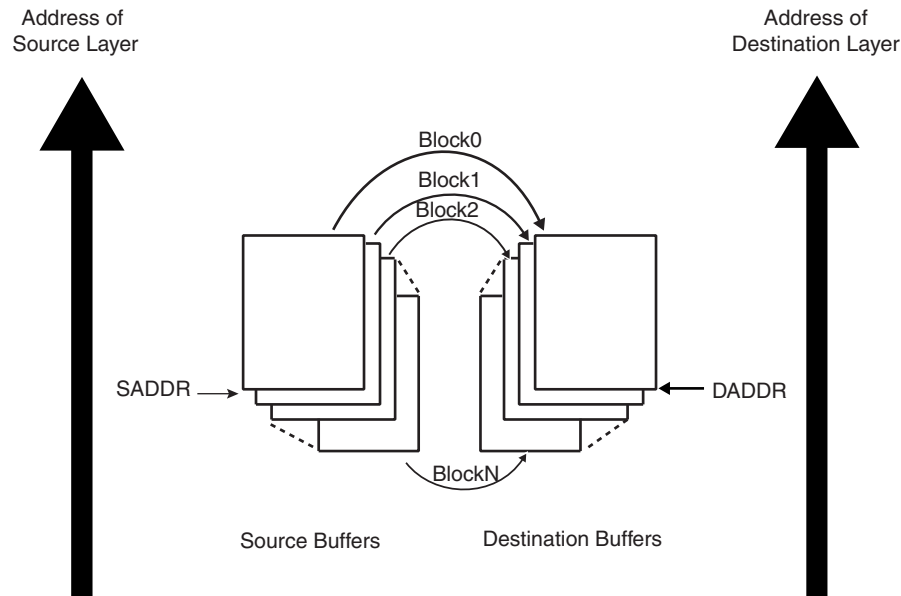 Address of
Source Layer
Address of
Destination Layer
Block0
Block1
Block2
SADDR
DADDR
BlockN
Source Buffers
Destination Buffers